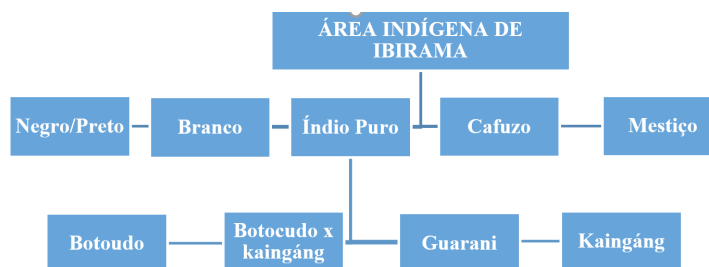 ÁREA INDÍGENA DE
IBIRAMA
Negro/Preto
Branco
Índio Puro
Cafuzo
Mestiço
Botoudo
Botocudo x
kaingáng
Guarani
Kaingáng